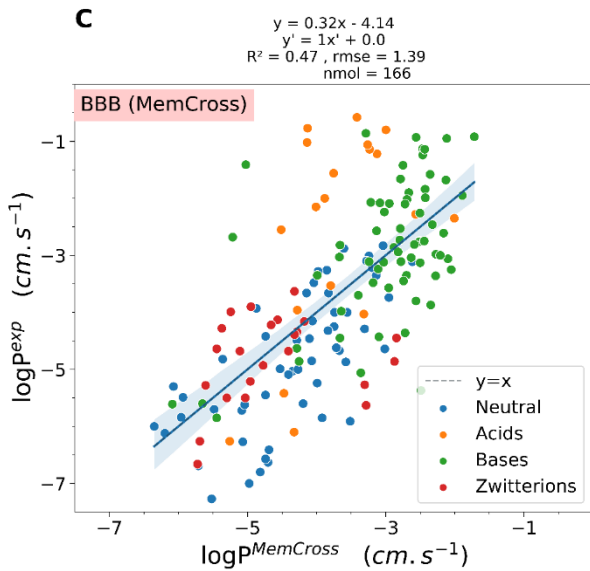 C
y = 0.32x - 4.14
y' = 1x' + 0.0
R² = 0.47 , rmse = 1.39
nmol = 166
BBB (MemCross)
−1
−3
−5
−7
logP^exp (cm.s⁻¹)
y=x
Neutral
Acids
Bases
Zwitterions
−7 −5 −3 −1
logP^MemCross (cm.s⁻¹)